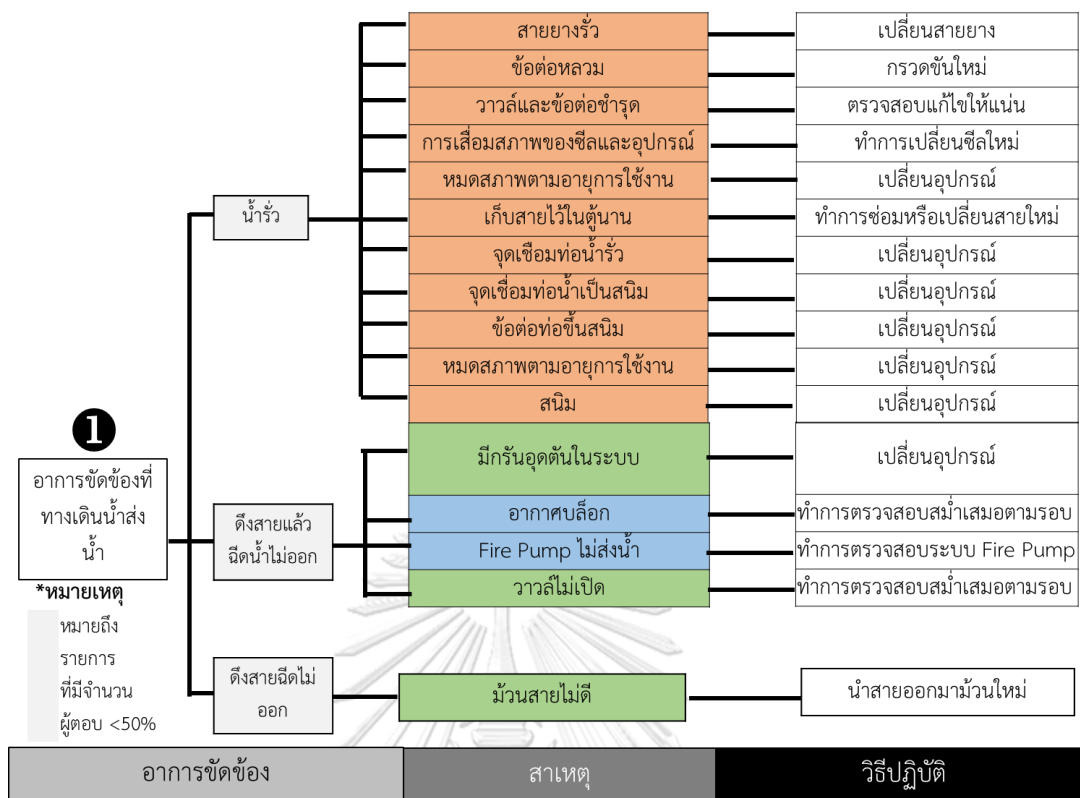 สายยางรั่ว เปลี่ยนสายยาง
ข้อต่อหลวม กรวดขันใหม่
วาวล์และข้อต่อชำรุด ตรวจสอบแก้ไขให้แน่น
การเสื่อมสภาพของซีลและอุปกรณ์ ทำการเปลี่ยนซีลใหม่
หมดสภาพตามอายุการใช้งาน เปลี่ยนอุปกรณ์
น้ำรั่ว เก็บสายไว้ในตู้นาน ทำการซ่อมหรือเปลี่ยนสายใหม่
จุดเชือมท่อน้ำรั่ว เปลี่ยนอุปกรณ์
จุดเชื่อมท่อน้ำเป็นสนิม เปลี่ยนอุปกรณ์
ข้อต่อท่อขึ้นสนิม เปลี่ยนอุปกรณ์
หมดสภาพตามอายุการใช้งาน เปลี่ยนอุปกรณ์
สนิม เปลี่ยนอุปกรณ์
1
อาการขัดข้องที่
ทางเดินน้ำส่ง
น้ำ
มีกรันอุดตันในระบบ เปลี่ยนอุปกรณ์
ดึงสายแล้ว
ฉีดน้ำไม่ออก
อากาศบล็อก ทำการตรวจสอบสม่ำเสมอตามรอบ
Fire Pump ไม่ส่งน้ำ ทำการตรวจสอบระบบ Fire Pump
วาวล์ไม่เปิด ทำการตรวจสอบสม่ำเสมอตามรอบ
*หมายเหตุ
หมายถึง
รายการ
ที่มีจำนวน
ผู้ตอบ <50%
ดึงสายฉีดไม่
ออก
ม้วนสายไม่ดี นำสายออกมาม้วนใหม่
อาการขัดข้อง สาเหตุ วิธีปฏิบัติ